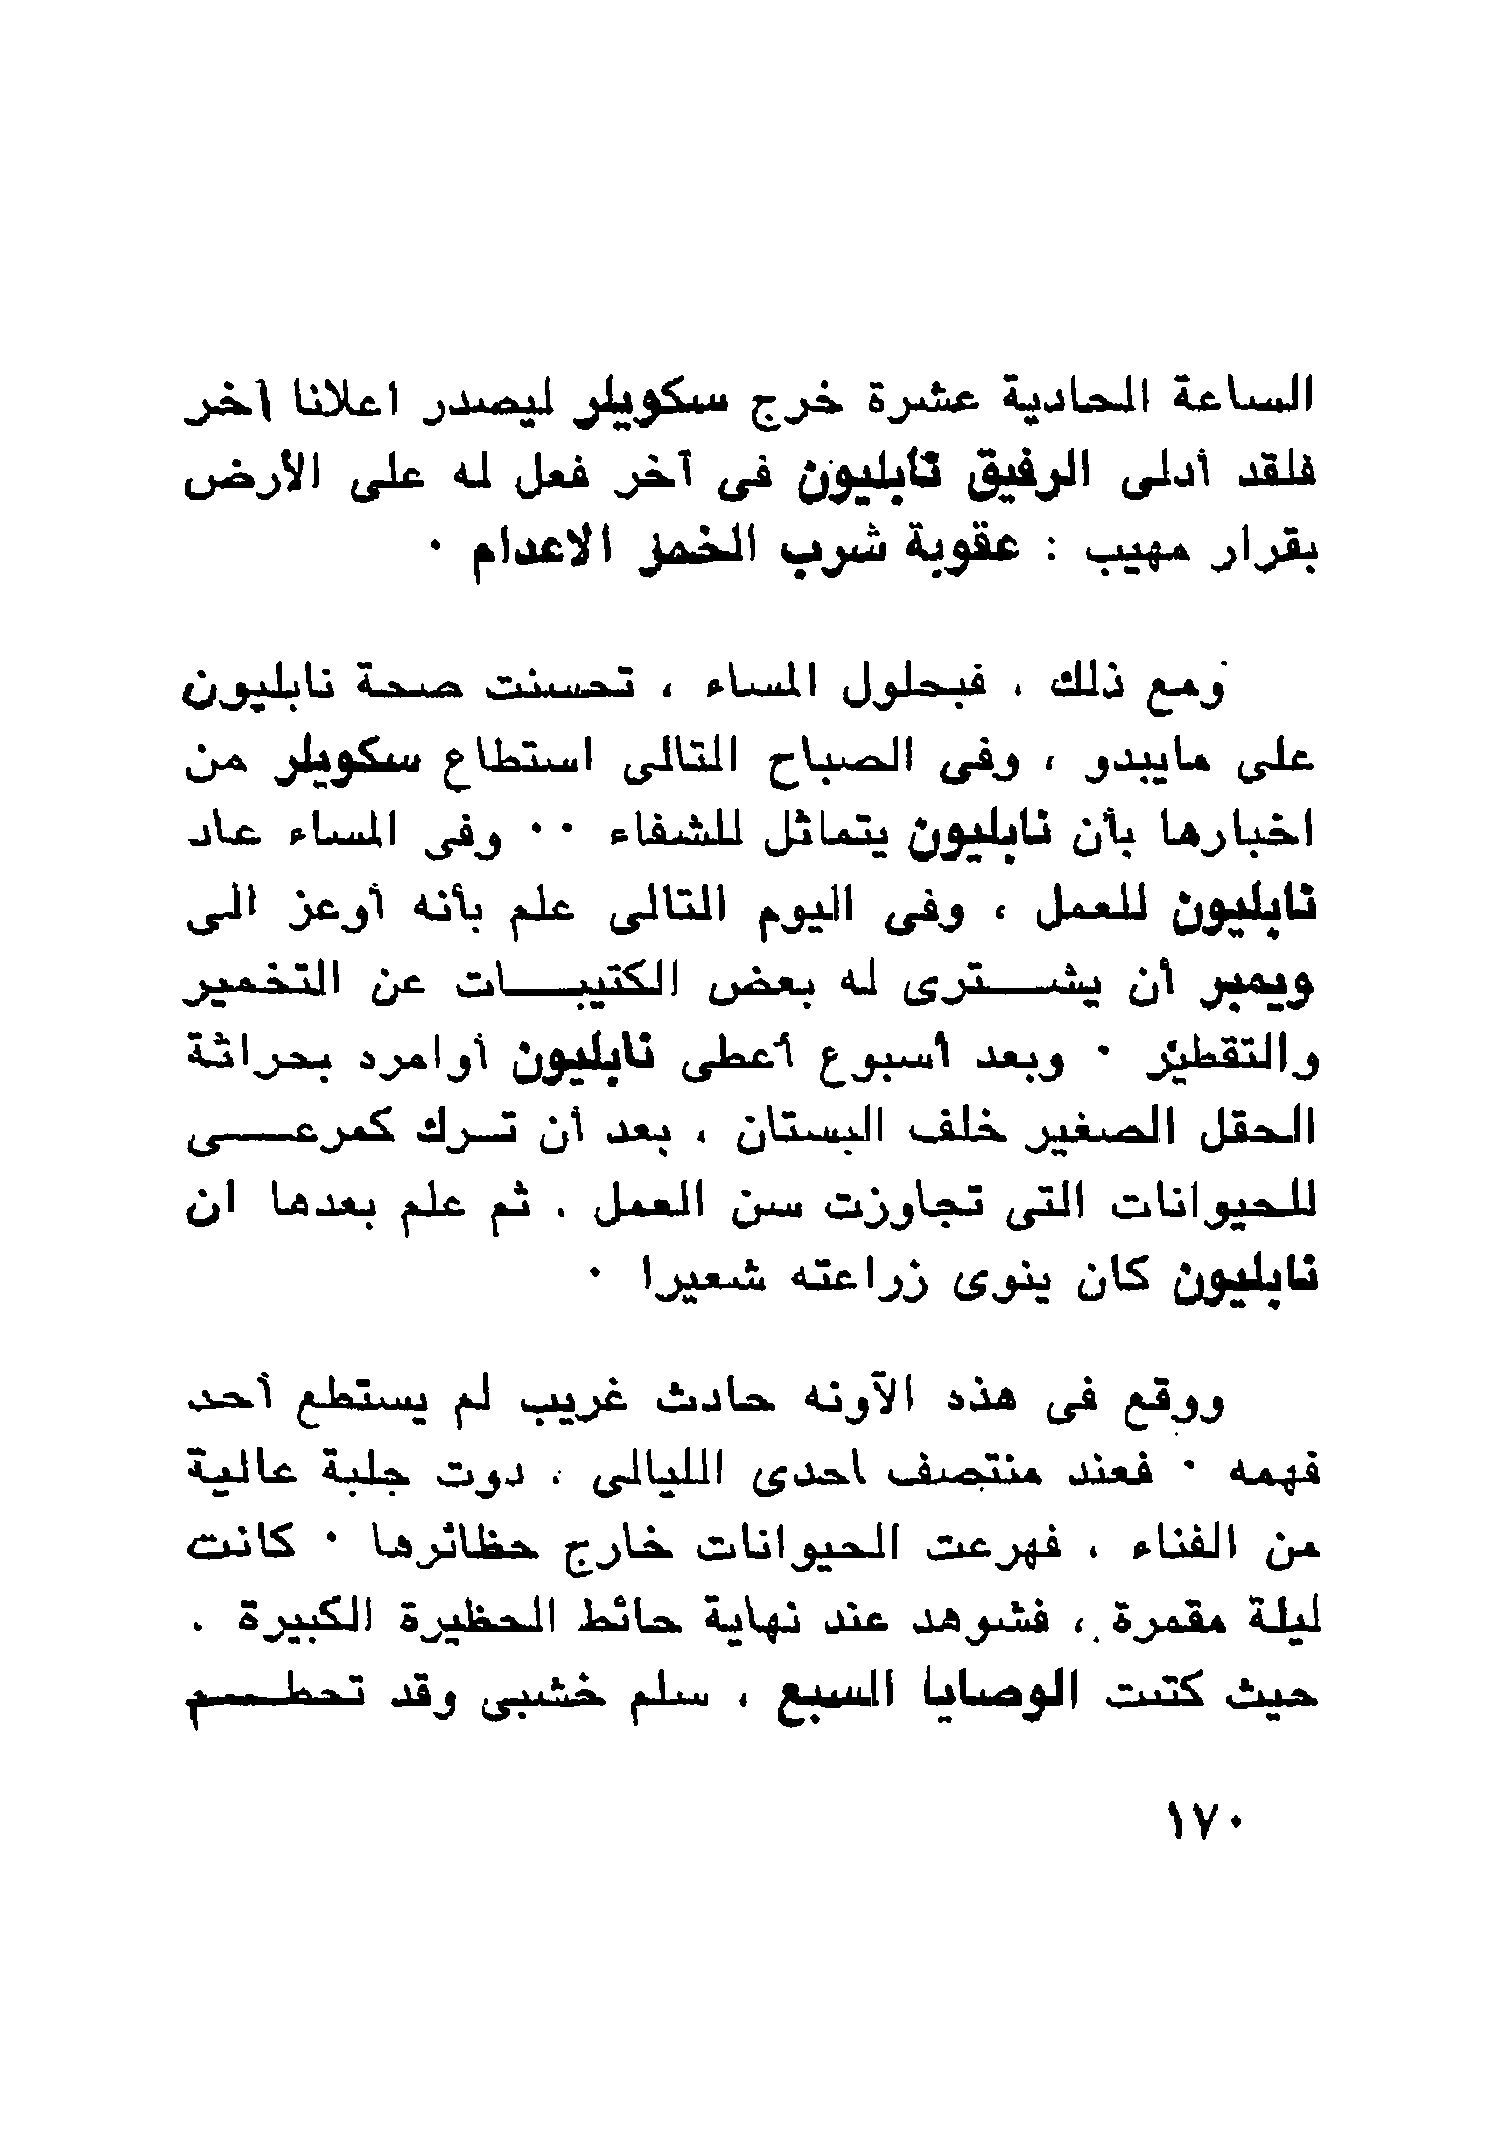 الساعة الحادية عشرة خرج سكويلر ليصدر اعلانا آخر
فلقد أدلى الرفيق نابليون فى آخر فعل له على الأرض
بقرار مهيب : عقوبة شرب الخمر الاعدام ٠
ومع ذلك ، فبحلول المساء ، تحسنت صحة نابليون
على مايبدو ، وفى الصباح التالى استطاع سكويلر من
اخبارها بأن نابليون يتماثل للشفاء ٠٠ وفى المساء عاد
نابليون للعمل ، وفى اليوم التالى علم بأنه أوعز الى
ويمبر أن يشترى له بعض الكتيبات عن التخمير
والتقطير ٠ وبعد أسبوع أعطى نابليون أوامره بحراثة
الحقل الصغير خلف البستان ، بعد أن ترك كمرعى
للحيوانات التى تجاوزت سن العمل . ثم علم بعدها ان
نابليون كان ينوى زراعته شعيرا ٠
ووقع فى هذه الآونه حادث غريب لم يستطع أحد
فهمه ٠ فعند منتصف احدى الليالى ، دوت جلبة عالية
من الفناء ، فهرعت الحيوانات خارج حظائرها ٠ كانت
ليلة مقمرة ، فشوهد عند نهاية حائط الحظيرة الكبيرة .
حيث كتبت الوصايا السبع ، سلم خشبى وقد تحطم
١٧٠